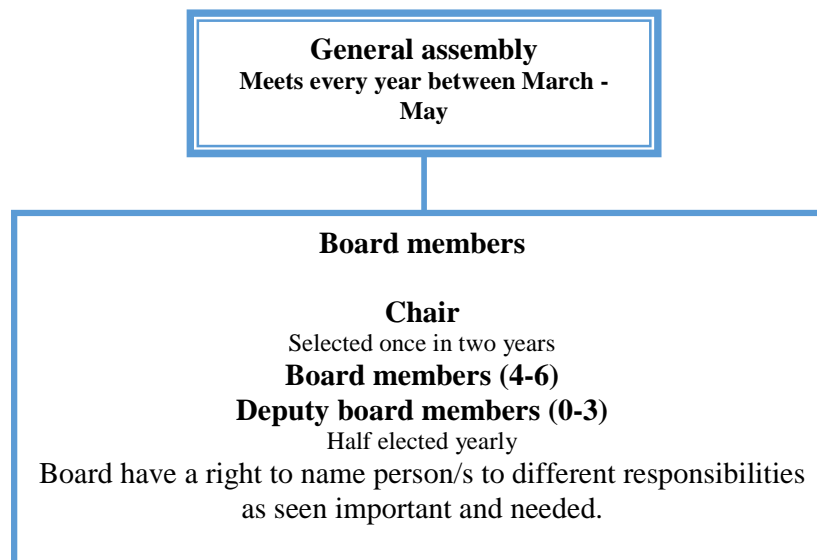 General assembly
Meets every year between March -
May
Board members
Chair
Selected once in two years
Board members (4-6)
Deputy board members (0-3)
Half elected yearly
Board have a right to name person/s to different responsibilities
as seen important and needed.